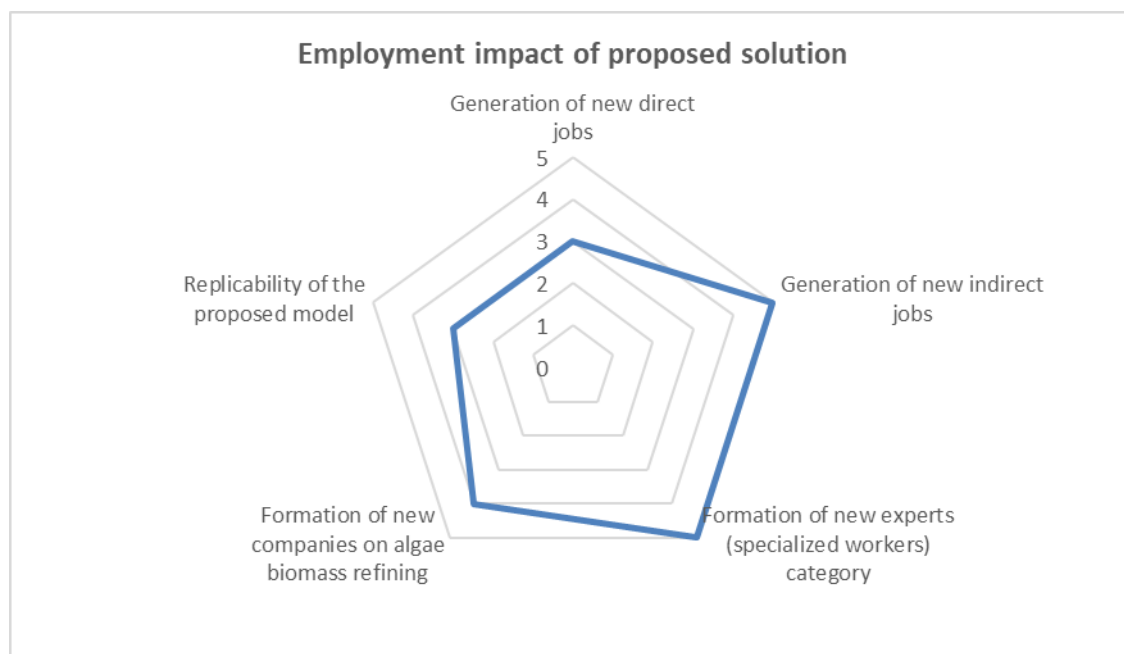 Employment impact of proposed solution
Generation of new direct
jobs
5
4
3
2
1
0
Generation of new indirect
jobs
Formation of new experts
(specialized workers)
category
Formation of new
companies on algae
biomass refining
Replicability of the
proposed model